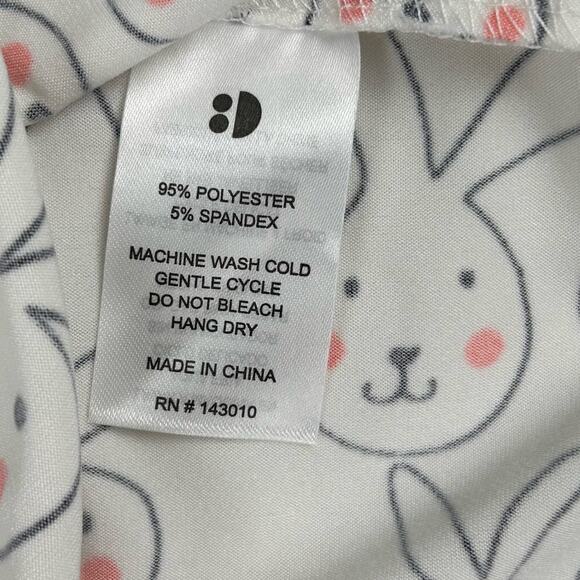 95% POLYESTER
5% SPANDEX
MACHINE WASH COLD
GENTLE CYCLE
DO NOT BLEACH
HANG DRY
MADE IN CHINA
RN # 143010